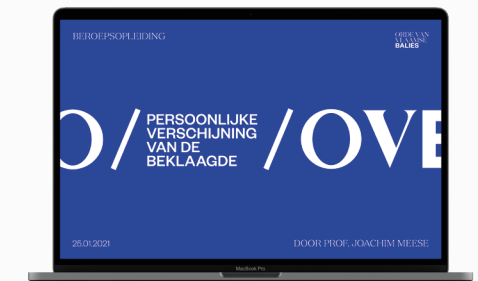 BEROEPSOPLEIDING
ORDE VAN
VLAAMSE
BALIES
O/
PERSOONLIJKE
VERSCHIJNING
VAN DE
BEKLAAGDE
/OVE
25.01.2021
DOOR PROF. JOACHIM MEESE
MacBook Pro